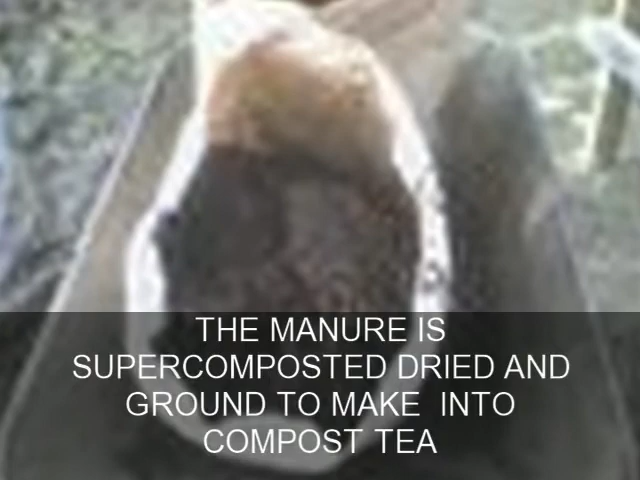 THE MANURE IS
SUPERCOMPOSTED DRIED AND
GROUND TO MAKE  INTO
COMPOST TEA